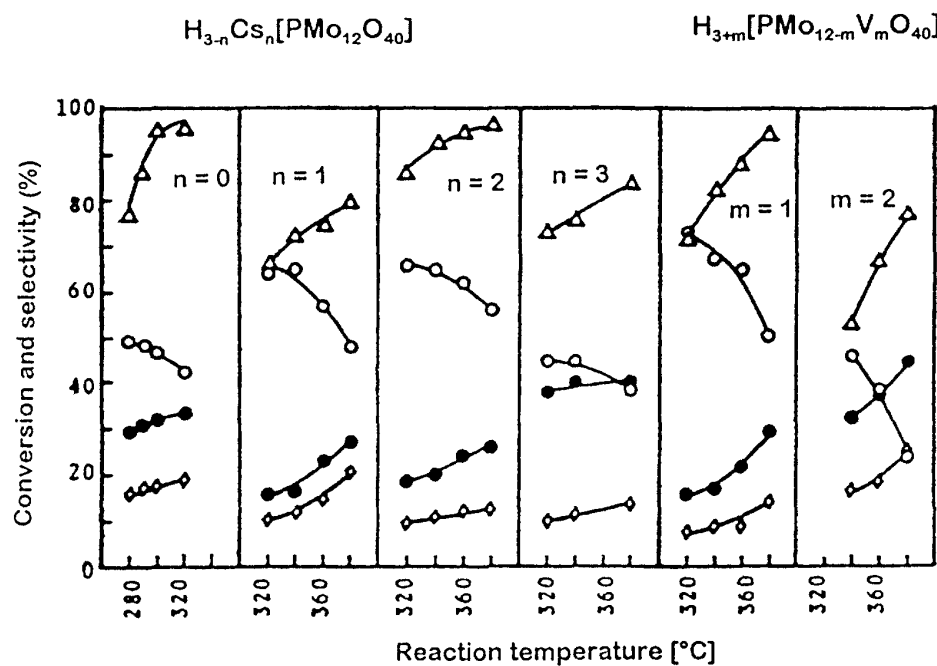 H₃₋ₙCsₙ[PMo₁₂O₄₀]
H₃₊ₘ[PMo₁₂₋ₘVₘO₄₀]
Conversion and selectivity (%)
100
80
60
40
20
0
n = 0
n = 1
n = 2
n = 3
m = 1
m = 2
280 320 320 360 320 360 320 360 320 360 360
Reaction temperature [°C]